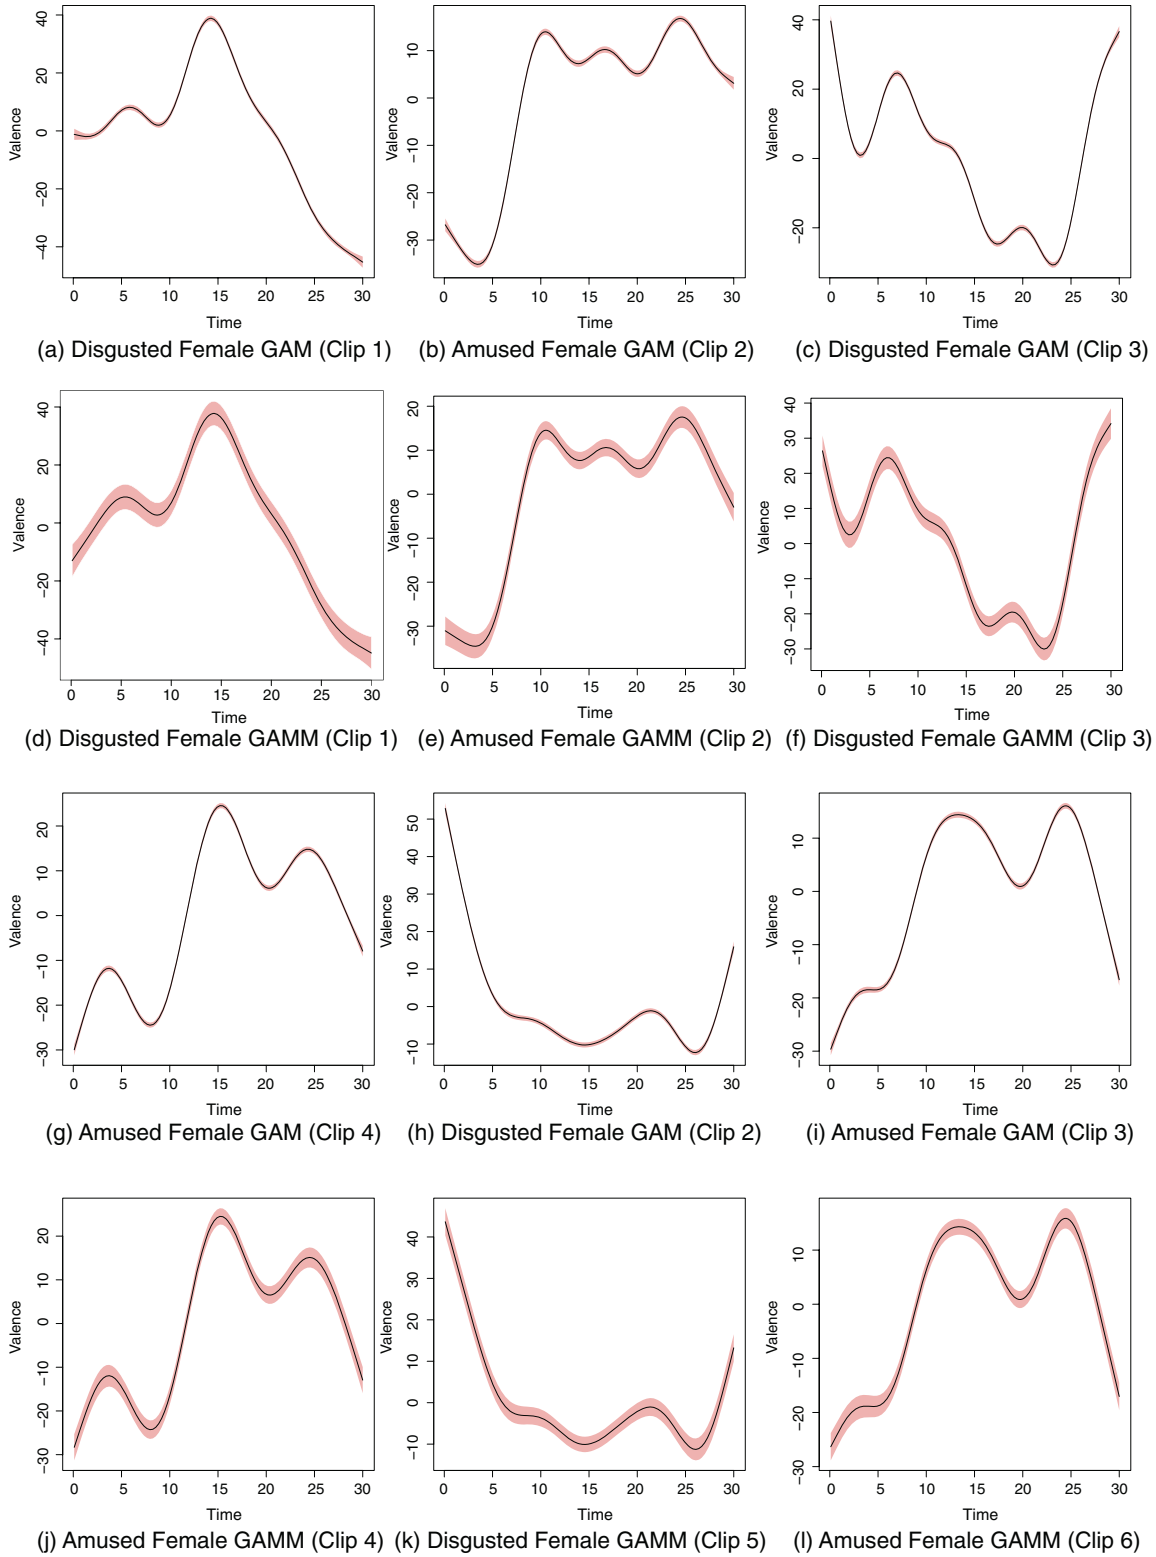 40
20
0
−20
−40
Valence
0 5 10 15 20 25 30
Time
(a) Disgusted Female GAM (Clip 1)
10
0
−10
−20
−30
Valence
0 5 10 15 20 25 30
Time
(b) Amused Female GAM (Clip 2)
40
20
0
−20
Valence
0 5 10 15 20 25 30
Time
(c) Disgusted Female GAM (Clip 3)
40
20
0
−20
−40
Valence
0 5 10 15 20 25 30
Time
(d) Disgusted Female GAMM (Clip 1)
20
10
0
−10
−20
−30
Valence
0 5 10 15 20 25 30
Time
(e) Amused Female GAMM (Clip 2)
40
30
20
10
0
−10
−20
−30
Valence
0 5 10 15 20 25 30
Time
(f) Disgusted Female GAMM (Clip 3)
20
10
0
−10
−20
−30
Valence
0 5 10 15 20 25 30
Time
(g) Amused Female GAM (Clip 4)
50
40
30
20
10
0
−10
Valence
0 5 10 15 20 25 30
Time
(h) Disgusted Female GAM (Clip 2)
10
0
−10
−20
−30
Valence
0 5 10 15 20 25 30
Time
(i) Amused Female GAM (Clip 3)
20
10
0
−10
−20
−30
Valence
0 5 10 15 20 25 30
Time
(j) Amused Female GAMM (Clip 4)
40
30
20
10
0
−10
Valence
0 5 10 15 20 25 30
Time
(k) Disgusted Female GAMM (Clip 5)
10
0
−10
−20
−30
Valence
0 5 10 15 20 25 30
Time
(l) Amused Female GAMM (Clip 6)